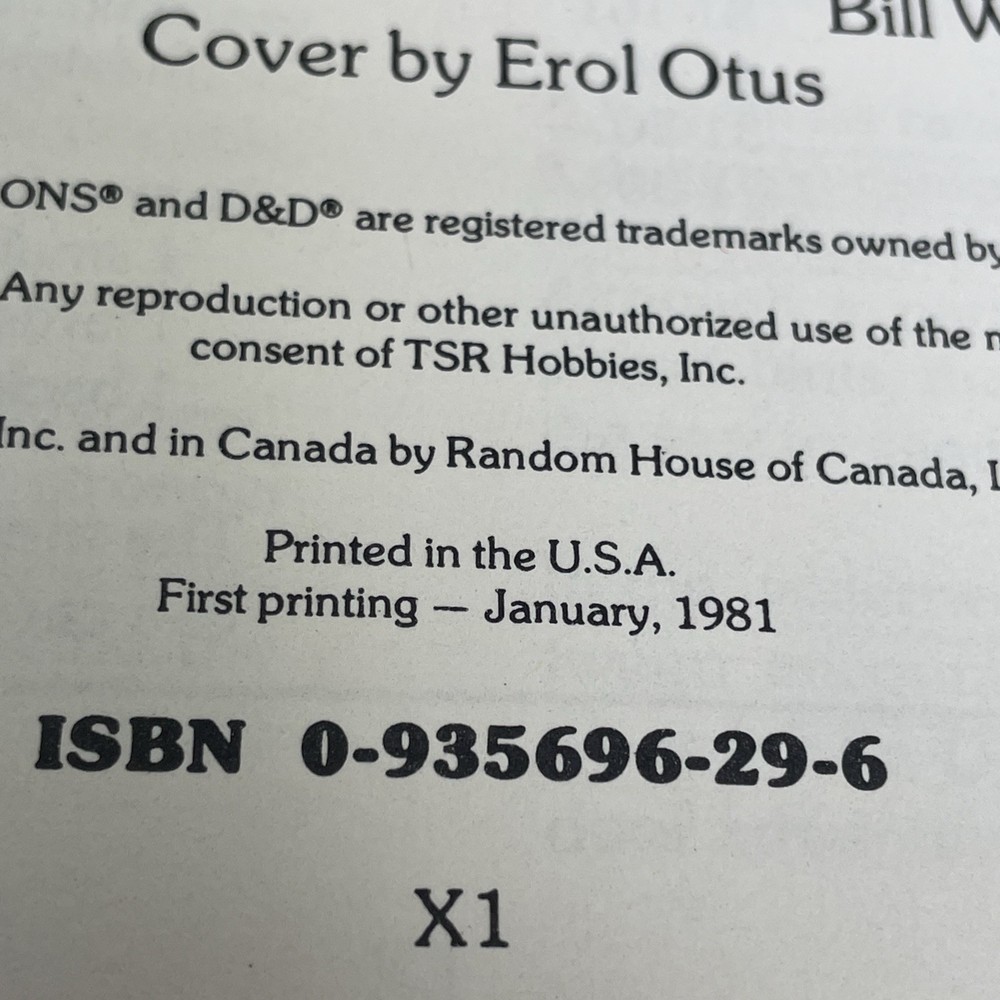 Bill
Cover by Erol Otus
ONS® and D&D® are registered trademarks owned by
Any reproduction or other unauthorized use of the
consent of TSR Hobbies, Inc.
Inc. and in Canada by Random House of Canada,
Printed in the U.S.A.
First printing — January, 1981
ISBN 0-935696-29-6
X1